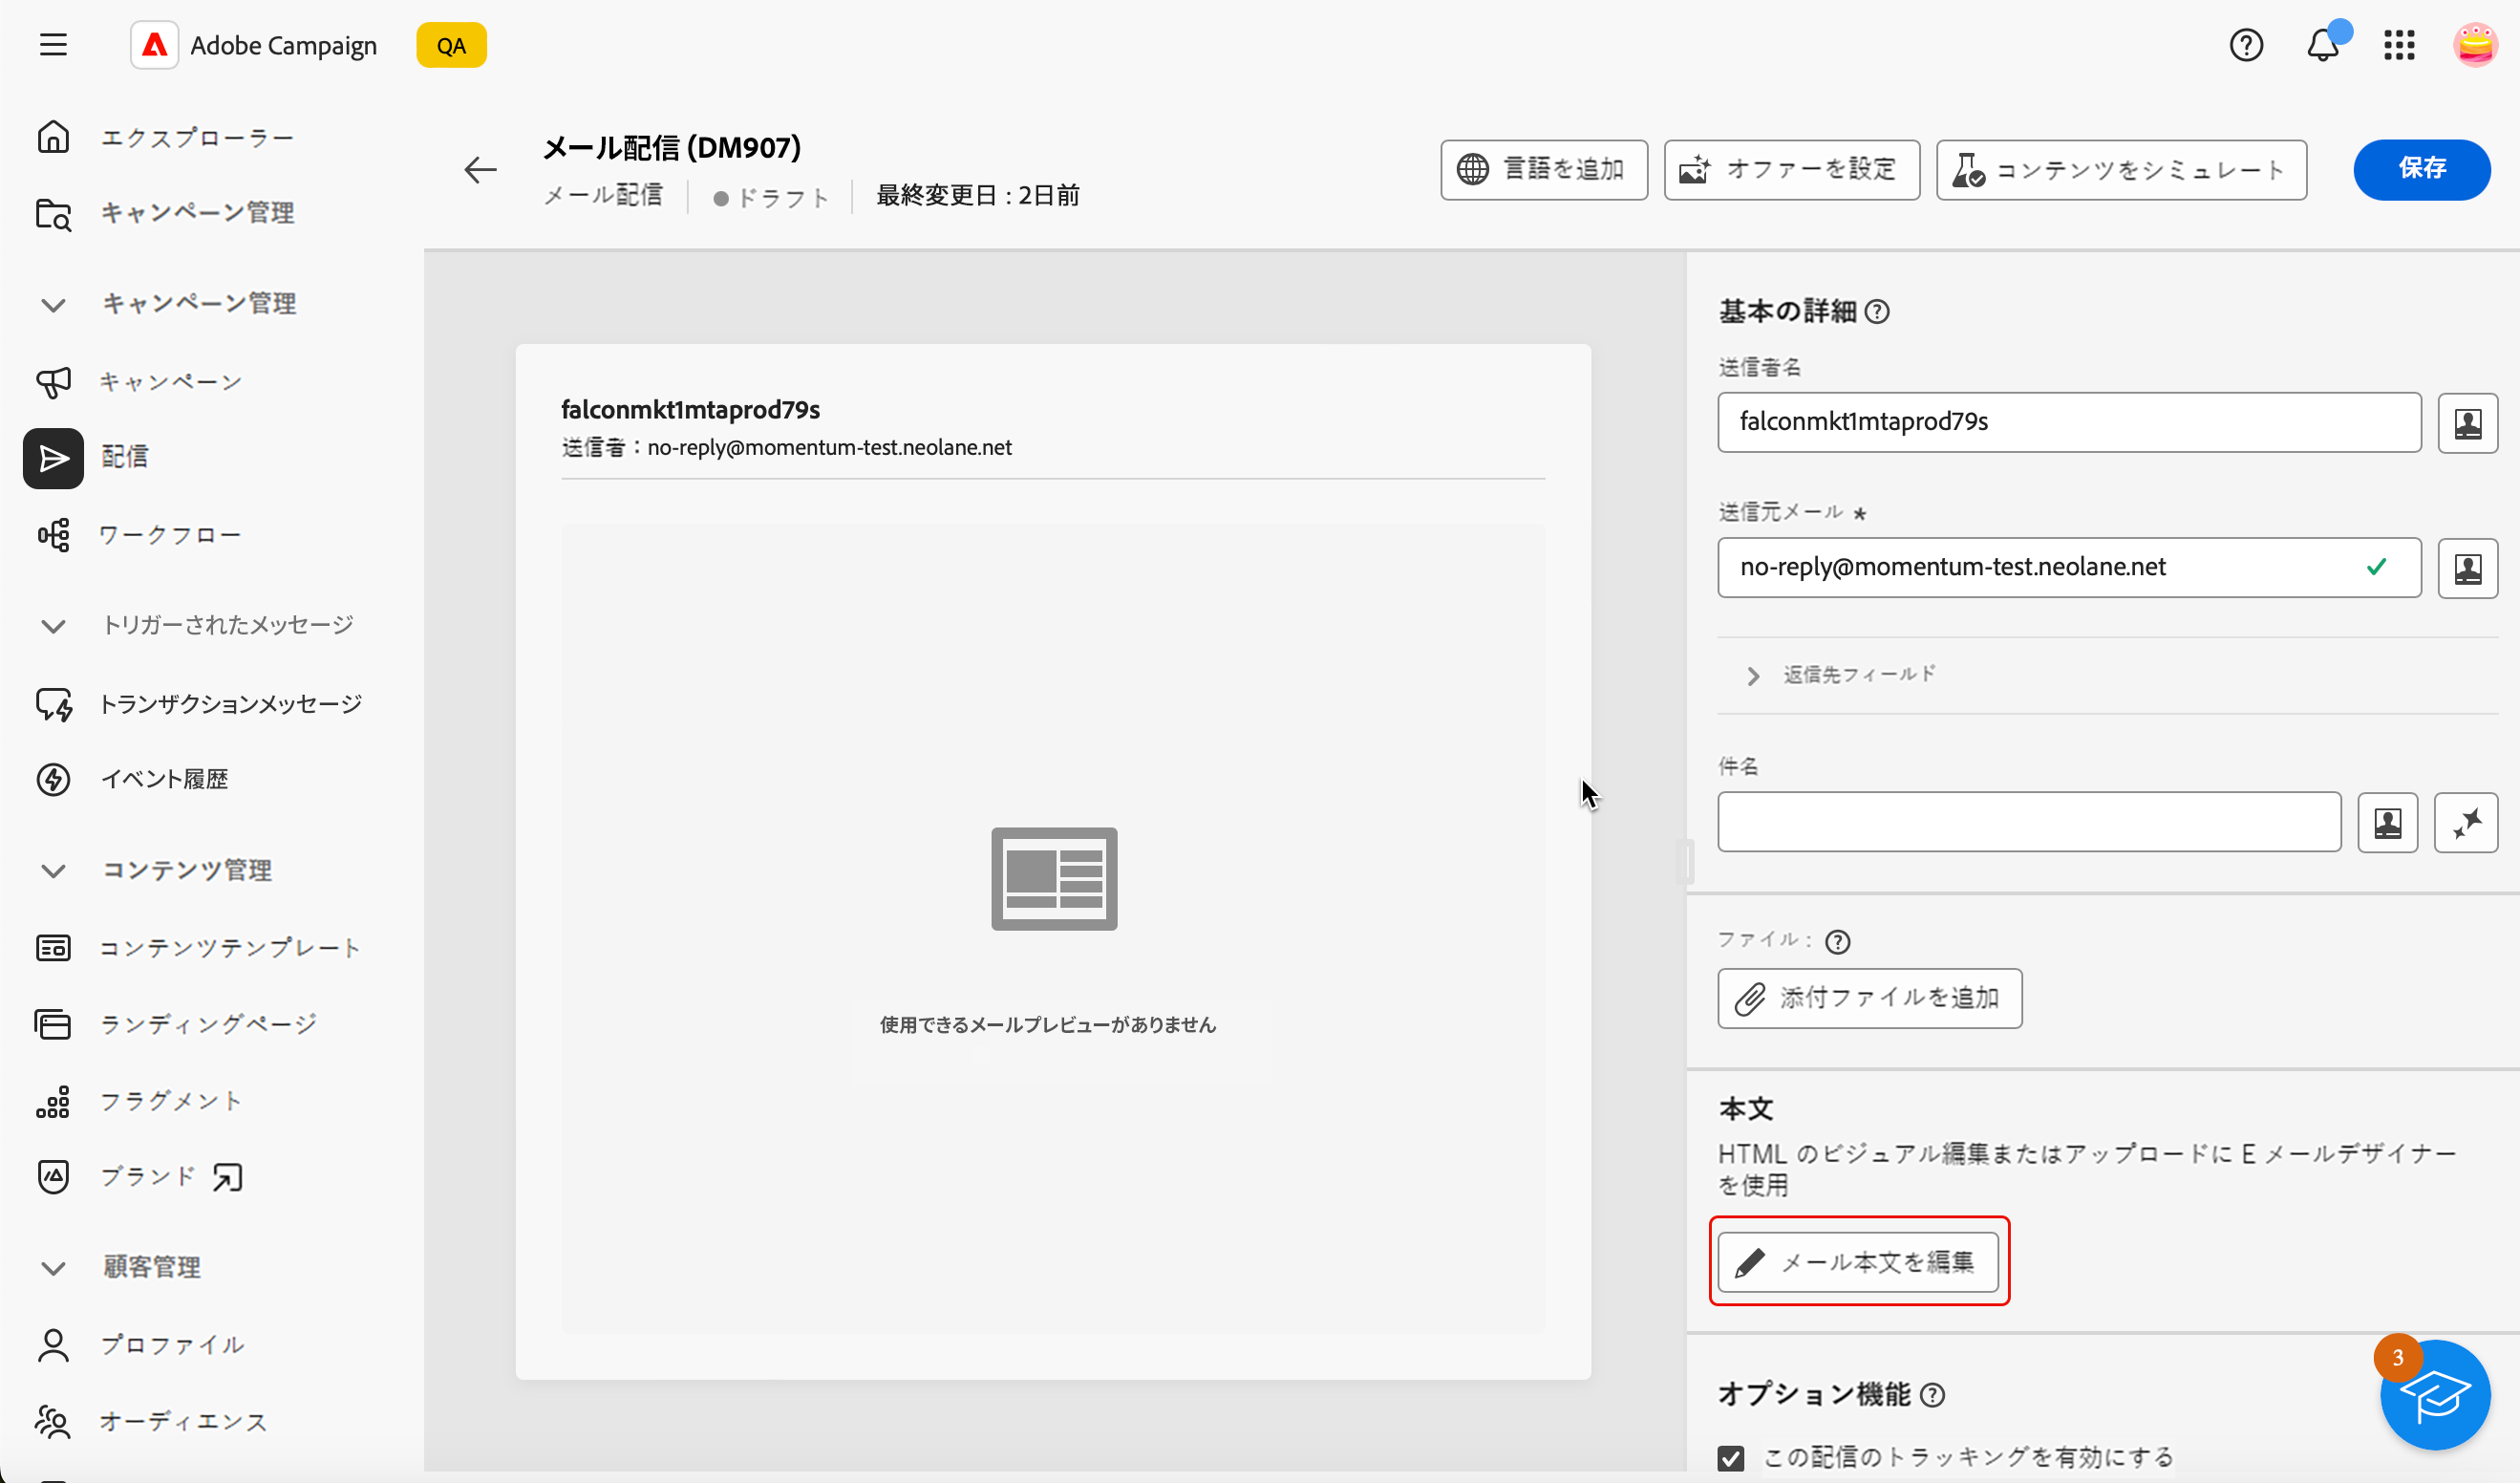 Adobe Campaign
QA
エクスプローラー
キャンペーン管理
キャンペーン管理
キャンペーン
配信
ワークフロー
トリガーされたメッセージ
トランザクションメッセージ
イベント履歴
コンテンツ管理
コンテンツテンプレート
ランディングページ
フラグメント
ブランド
顧客管理
プロファイル
オーディエンス
メール配信 (DM907)
メール配信
ドラフト
最終変更日 : 2日前
言語を追加
オファーを設定
コンテンツをシミュレート
保存
falconmkt1mtaprod79s
送信者：no-reply@momentum-test.neolane.net
使用できるメールプレビューがありません
基本の詳細
送信者名
falconmkt1mtaprod79s
送信元メール *
no-reply@momentum-test.neolane.net
返信先フィールド
件名
ファイル :
添付ファイルを追加
本文
HTML のビジュアル編集またはアップロードに E メールデザイナー
を使用
メール本文を編集
オプション機能
3
この配信のトラッキングを有効にする